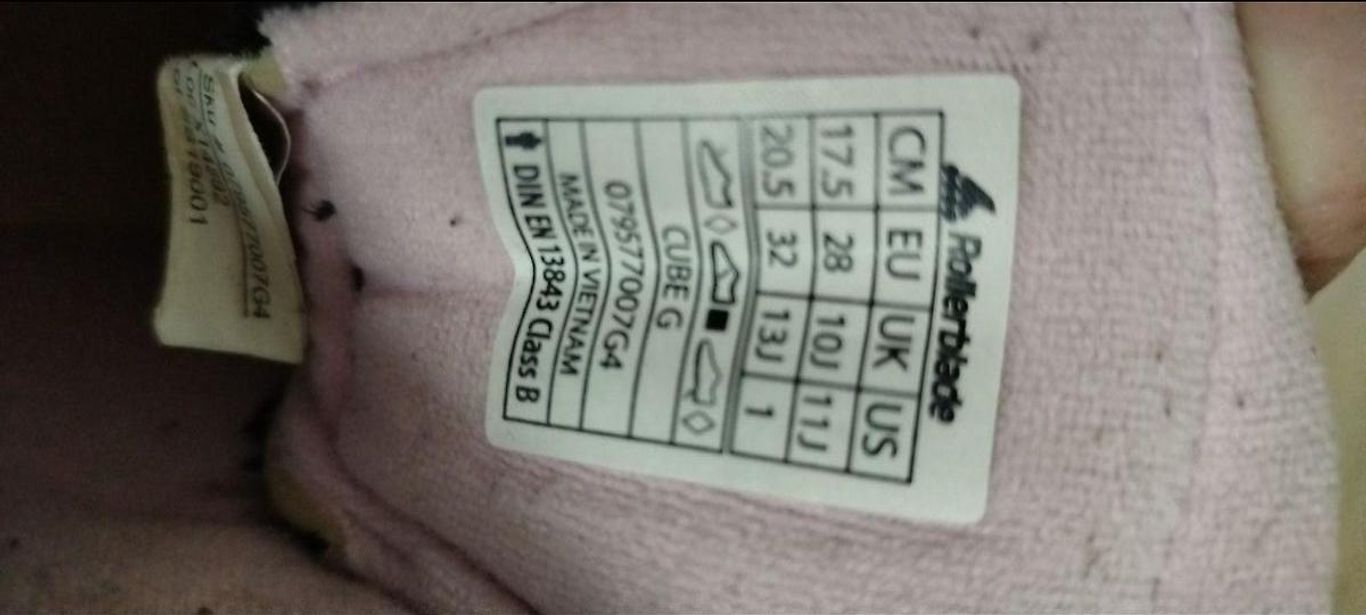 Rollerblade
CM EU UK US
17.5 28 10J 11J
20.5 32 13J 1
CUBE G
079577007G4
MADE IN VIETNAM
DIN EN 13843 Class B
SKU #